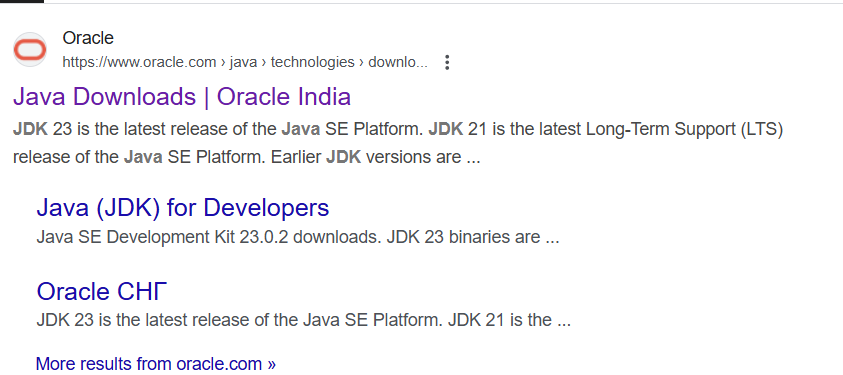 Oracle
https://www.oracle.com › java › technologies › downlo...
Java Downloads | Oracle India
JDK 23 is the latest release of the Java SE Platform. JDK 21 is the latest Long-Term Support (LTS)
release of the Java SE Platform. Earlier JDK versions are ...
Java (JDK) for Developers
Java SE Development Kit 23.0.2 downloads. JDK 23 binaries are ...
Oracle СНГ
JDK 23 is the latest release of the Java SE Platform. JDK 21 is the ...
More results from oracle.com »